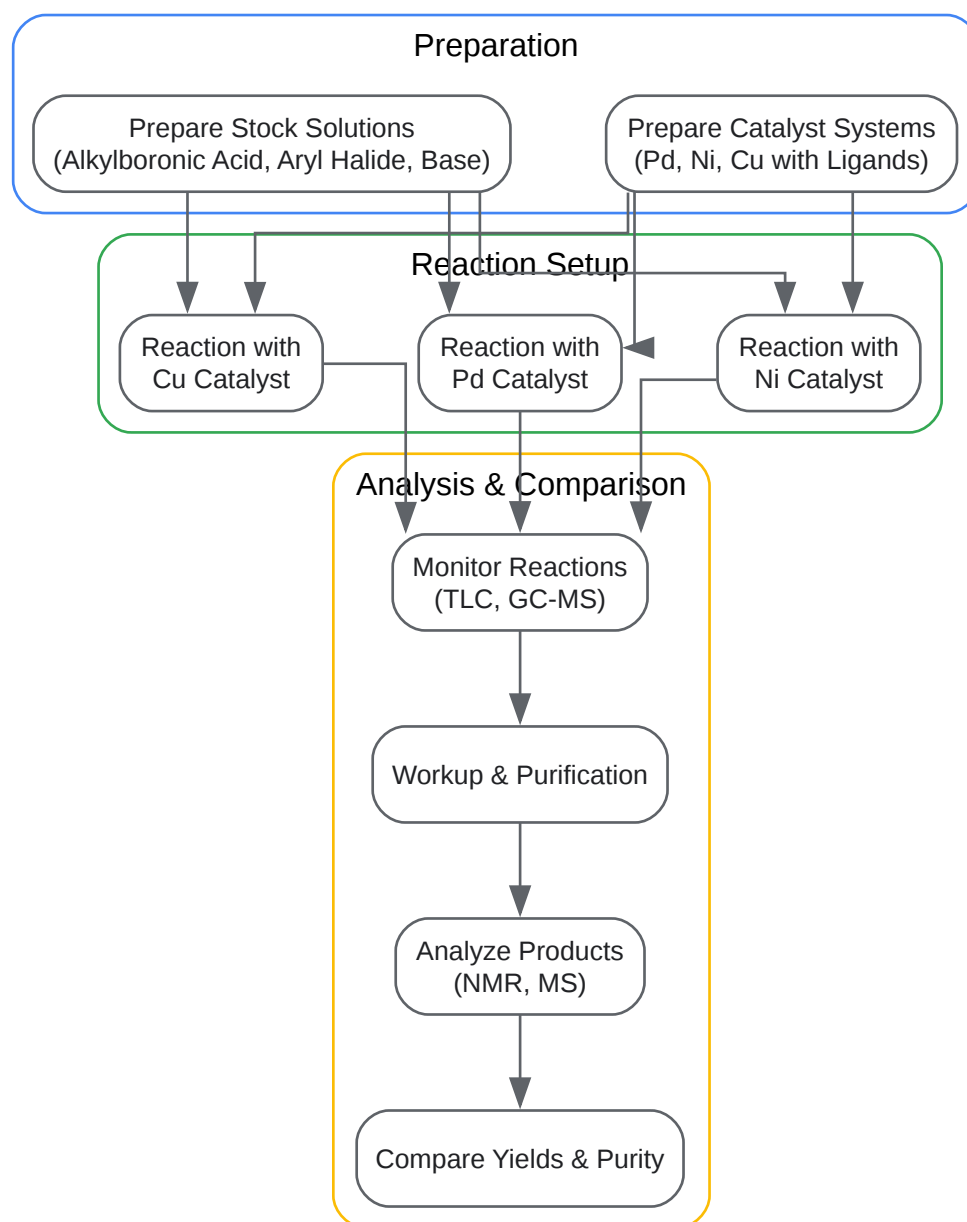 Preparation
Prepare Stock Solutions
(Alkylboronic Acid, Aryl Halide, Base)
Prepare Catalyst Systems
(Pd, Ni, Cu with Ligands)
Reaction Setup
Reaction with
Cu Catalyst
Reaction with
Pd Catalyst
Reaction with
Ni Catalyst
Analysis & Comparison
Monitor Reactions
(TLC, GC-MS)
Workup & Purification
Analyze Products
(NMR, MS)
Compare Yields & Purity